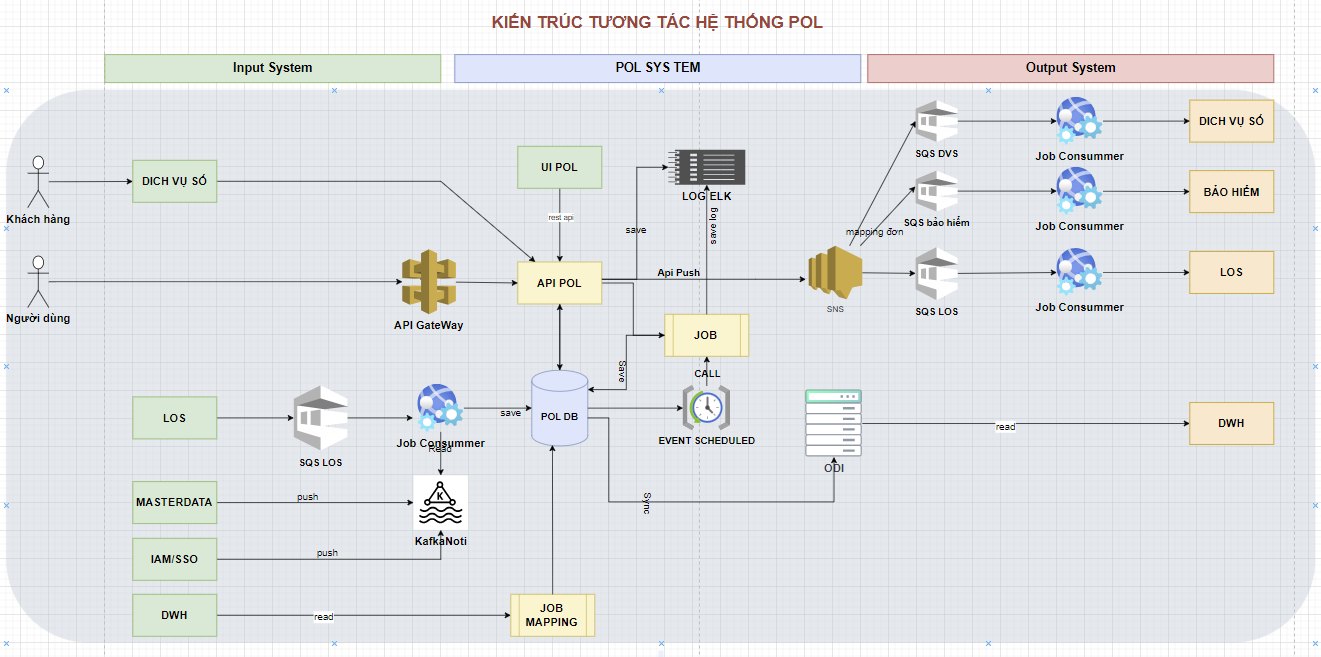 KIẾN TRÚC TƯƠNG TÁC HỆ THỐNG POL
Input System
POL SYS TEM
Output System
DICH VỤ SỐ
UI POL
LOG ELK
SQS DVS
Job Consummer
DICH VỤ SỐ
Khách hàng
rest api
save
save log
mapping đơn
SQS bảo hiểm
Job Consummer
BẢO HIỂM
Người dùng
API GateWay
API POL
Api Push
SNS
SQS LOS
Job Consummer
LOS
JOB
Save
CALL
LOS
SQS LOS
Job Consummer
Read
save
POL DB
EVENT SCHEDULED
ODI
read
DWH
MASTERDATA
push
KafkaNoti
Sync
IAM/SSO
push
DWH
read
JOB
MAPPING